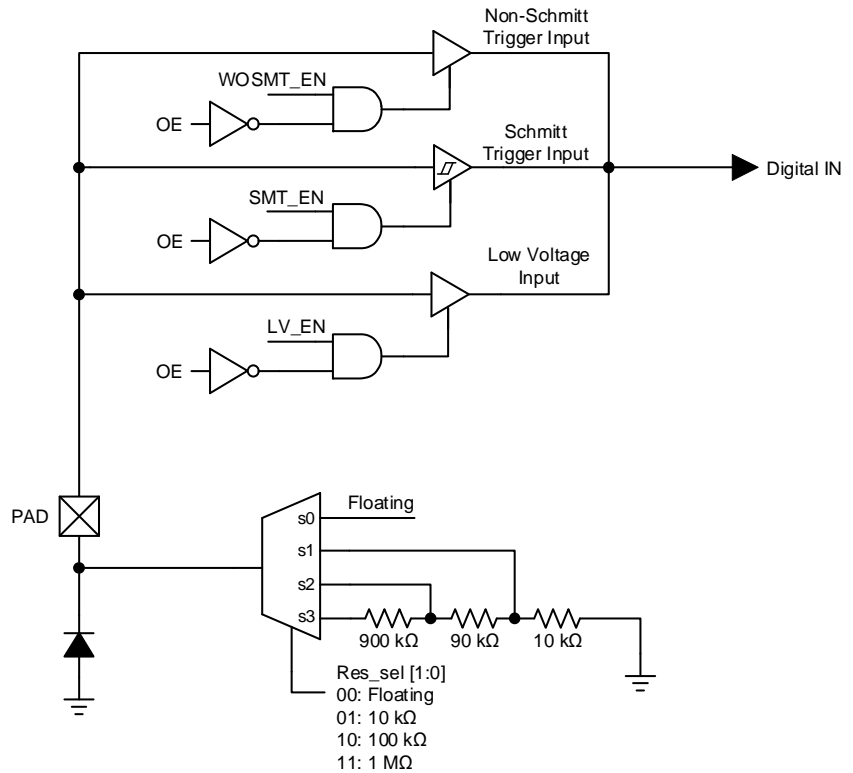 Non-Schmitt
Trigger Input
WOSMT_EN
OE
Schmitt
Trigger Input
Digital IN
SMT_EN
OE
Low Voltage
Input
LV_EN
OE
PAD
Floating
s0
s1
s2
s3
900 kΩ
90 kΩ
10 kΩ
Res_sel [1:0]
00: Floating
01: 10 kΩ
10: 100 kΩ
11: 1 MΩ